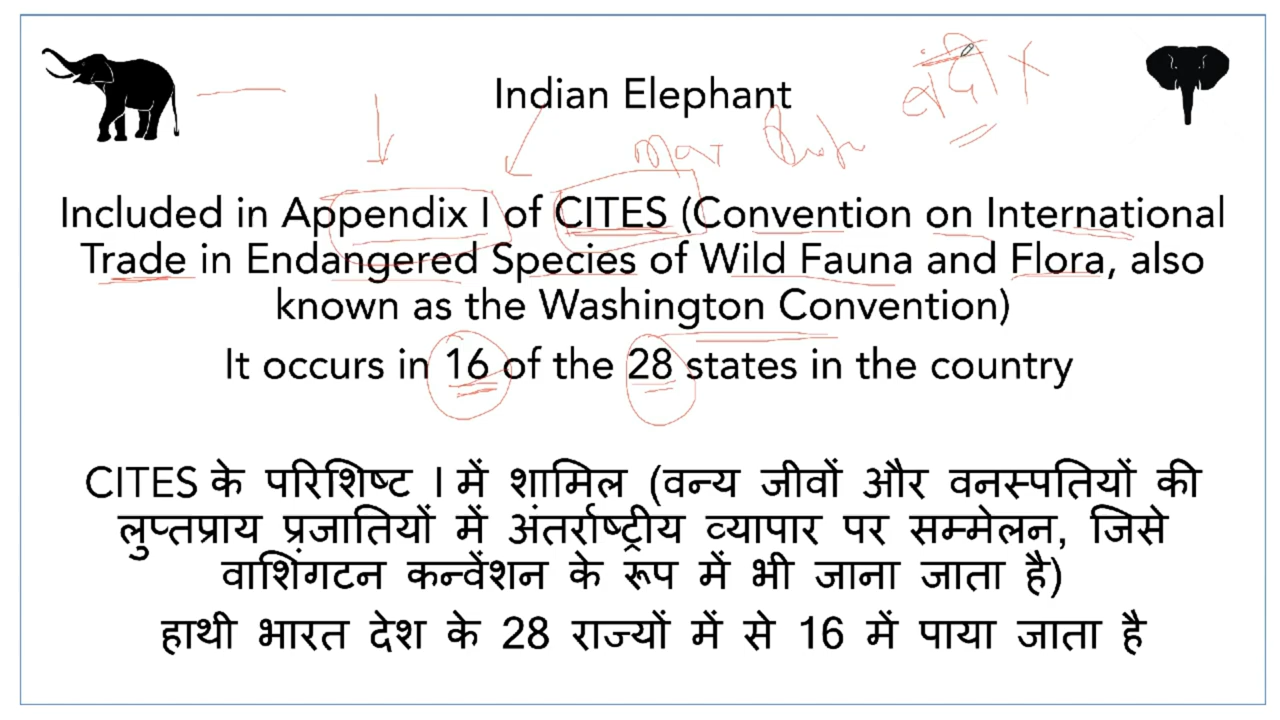 Indian Elephant
Included in Appendix I of CITES (Convention on International
Trade in Endangered Species of Wild Fauna and Flora, also
known as the Washington Convention)
It occurs in 16 of the 28 states in the country
CITES के परिशिष्ट I में शामिल (वन्य जीवों और वनस्पतियों की
लुप्तप्राय प्रजातियों में अंतर्राष्ट्रीय व्यापार पर सम्मेलन, जिसे
वाशिंगटन कन्वेंशन के रूप में भी जाना जाता है)
हाथी भारत देश के 28 राज्यों में से 16 में पाया जाता है